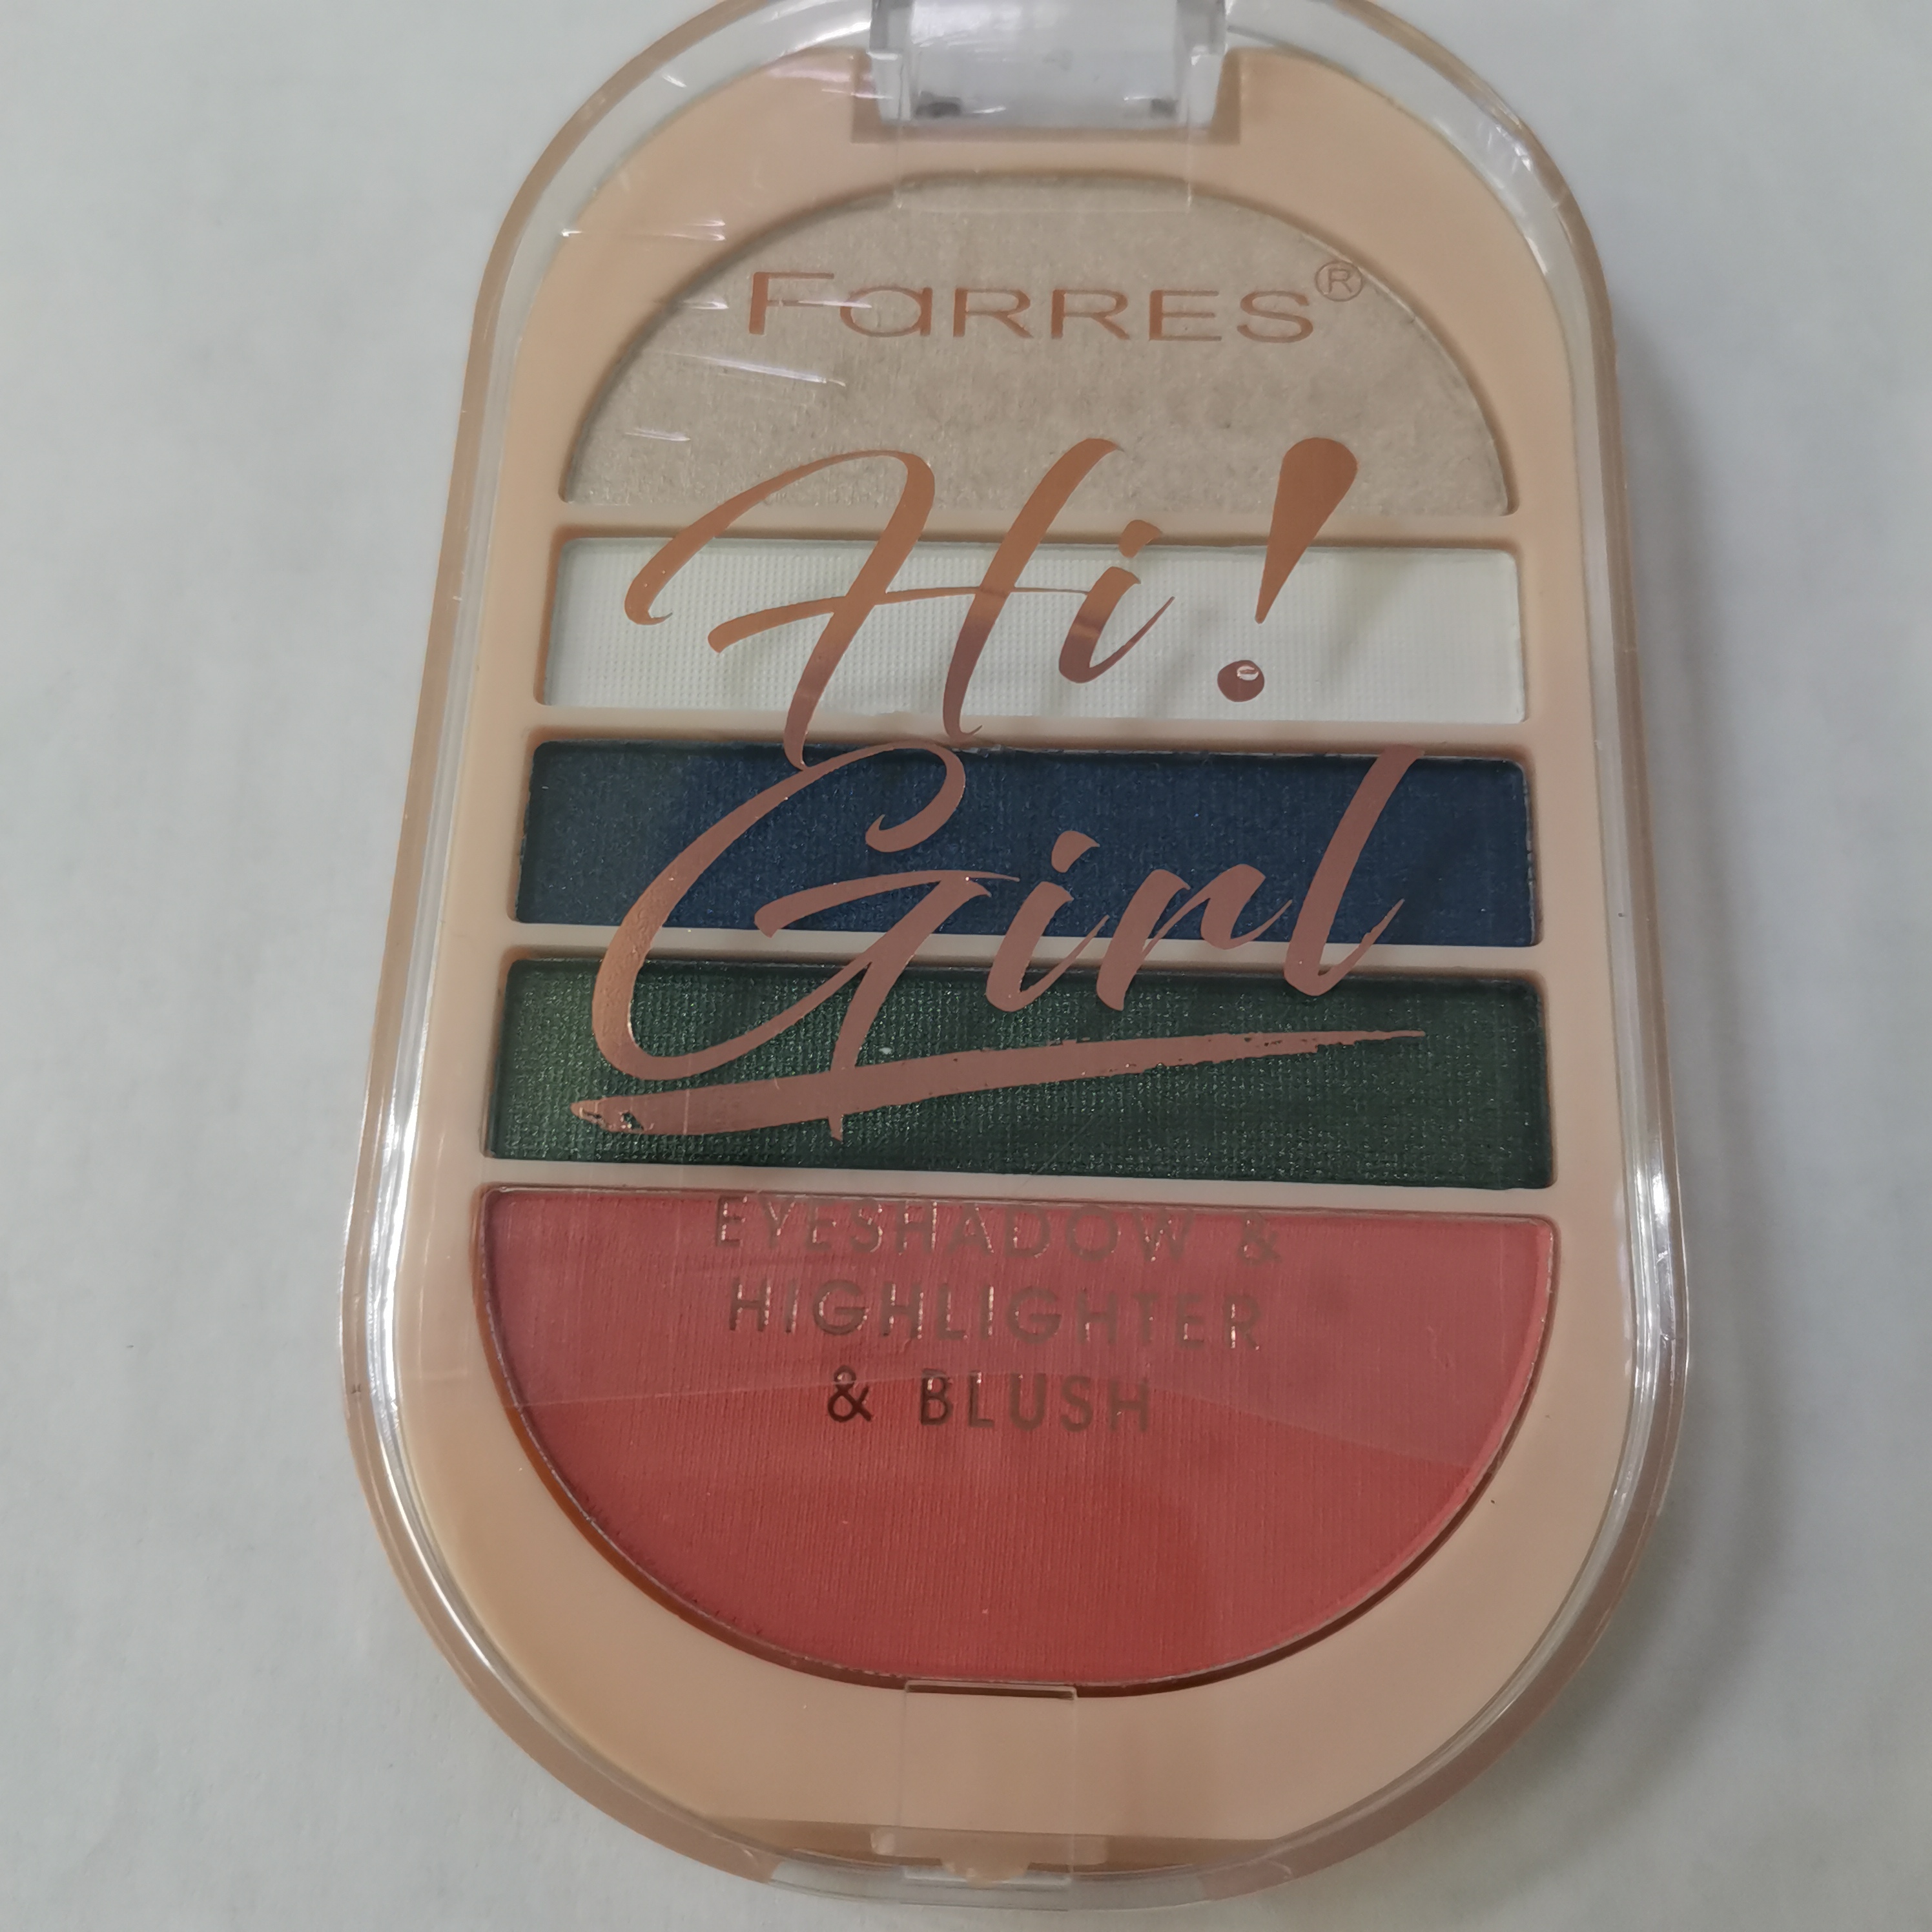 FaRRES®
Hi!
Girl
EYESHADOW &
HIGHLIGHTER
& BLUSH